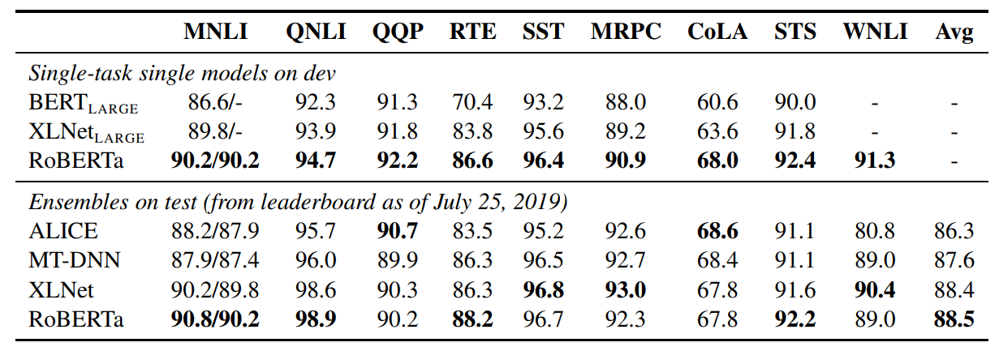 MNLI QNLI QQP RTE SST MRPC CoLA STS WNLI Avg
Single-task single models on dev
BERTLARGE 86.6/- 92.3 91.3 70.4 93.2 88.0 60.6 90.0 - -
XLNetLARGE 89.8/- 93.9 91.8 83.8 95.6 89.2 63.6 91.8 - -
RoBERTa 90.2/90.2 94.7 92.2 86.6 96.4 90.9 68.0 92.4 91.3 -
Ensembles on test (from leaderboard as of July 25, 2019)
ALICE 88.2/87.9 95.7 90.7 83.5 95.2 92.6 68.6 91.1 80.8 86.3
MT-DNN 87.9/87.4 96.0 89.9 86.3 96.5 92.7 68.4 91.1 89.0 87.6
XLNet 90.2/89.8 98.6 90.3 86.3 96.8 93.0 67.8 91.6 90.4 88.4
RoBERTa 90.8/90.2 98.9 90.2 88.2 96.7 92.3 67.8 92.2 89.0 88.5